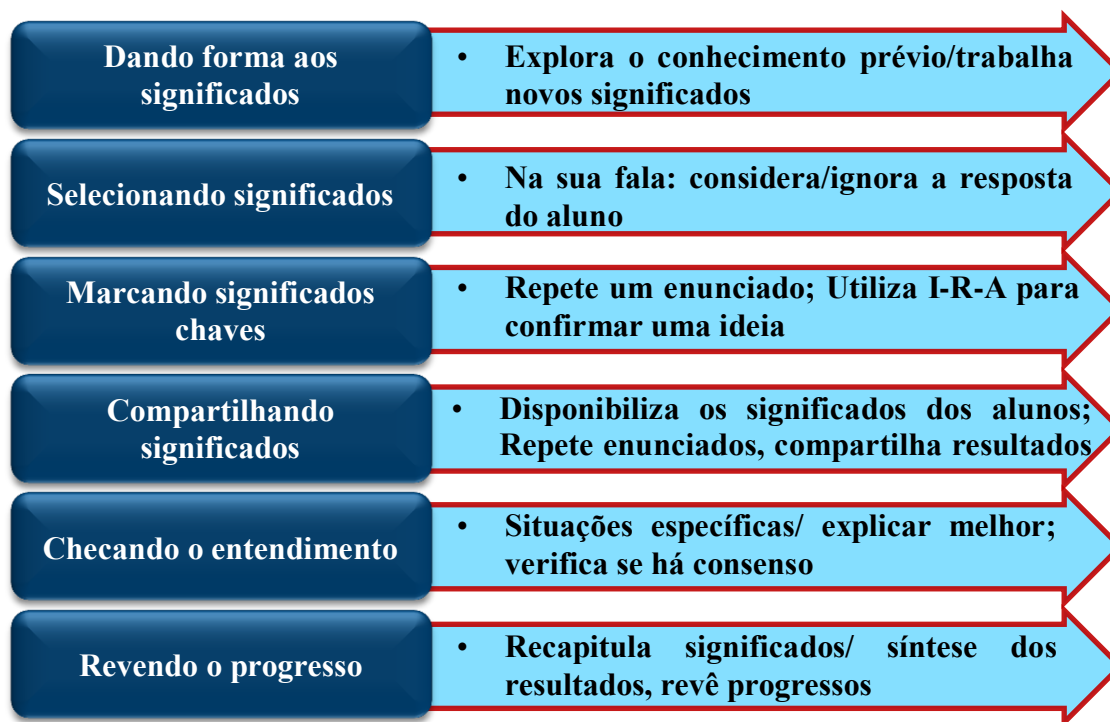 Dando forma aos
significados
• Explora o conhecimento prévio/trabalha
novos significados
Selecionando significados
• Na sua fala: considera/ignora a resposta
do aluno
Marcando significados
chaves
• Repete um enunciado; Utiliza I-R-A para
confirmar uma ideia
Compartilhando
significados
• Disponibiliza os significados dos alunos;
Repete enunciados, compartilha resultados
Checando o entendimento
• Situações específicas/ explicar melhor;
verifica se há consenso
Revendo o progresso
• Recapitula significados/ síntese dos
resultados, revê progressos